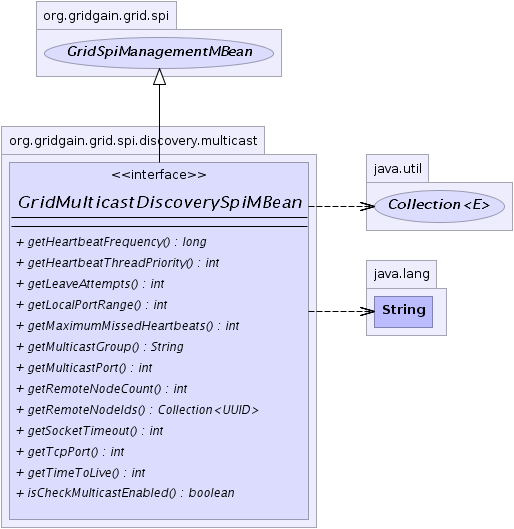 org.gridgain.grid.spi
GridSpiManagementMBean
org.gridgain.grid.spi.discovery.multicast
<<interface>>
GridMulticastDiscoverySpiMBean
+ getHeartbeatFrequency() : long
+ getHeartbeatThreadPriority() : int
+ getLeaveAttempts() : int
+ getLocalPortRange() : int
+ getMaximumMissedHeartbeats() : int
+ getMulticastGroup() : String
+ getMulticastPort() : int
+ getRemoteNodeCount() : int
+ getRemoteNodeIds() : Collection<UUID>
+ getSocketTimeout() : int
+ getTcpPort() : int
+ getTimeToLive() : int
+ isCheckMulticastEnabled() : boolean
java.util
Collection<E>
java.lang
String